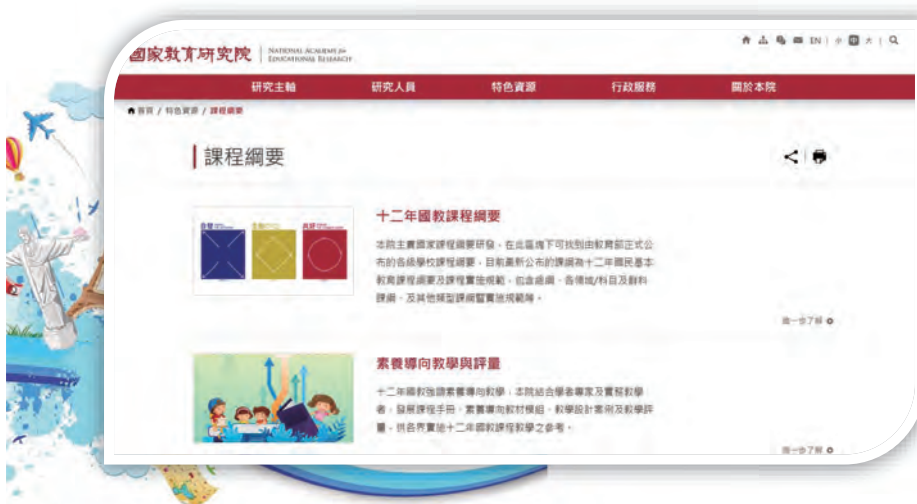 EN | 小 中 大 |
國家教育研究院 | NATIONAL ACADEMY for
EDUCATIONAL RESEARCH
研究主軸 研究人員 特色資源 行政服務 關於本院
首頁 / 特色資源 / 課程綱要
課程綱要
自發 互動 共好
十二年國教課程綱要
本院主責國家課程綱要研發，在此區塊下可找到由教育部正式公
布的各級學校課程綱要，目前最新公布的課綱為十二年國民基本
教育課程綱要及課程實施規範，包含總綱、各領域/科目及群科
課綱、及其他類型課綱暨實施規範等。
進一步了解
素養導向教學與評量
十二年國教強調素養導向教學，本院結合學者專家及實務教學
者，發展課程手冊、素養導向教材模組、教學設計案例及教學評
量，供各界實施十二年國教課程教學之參考。
進一步了解